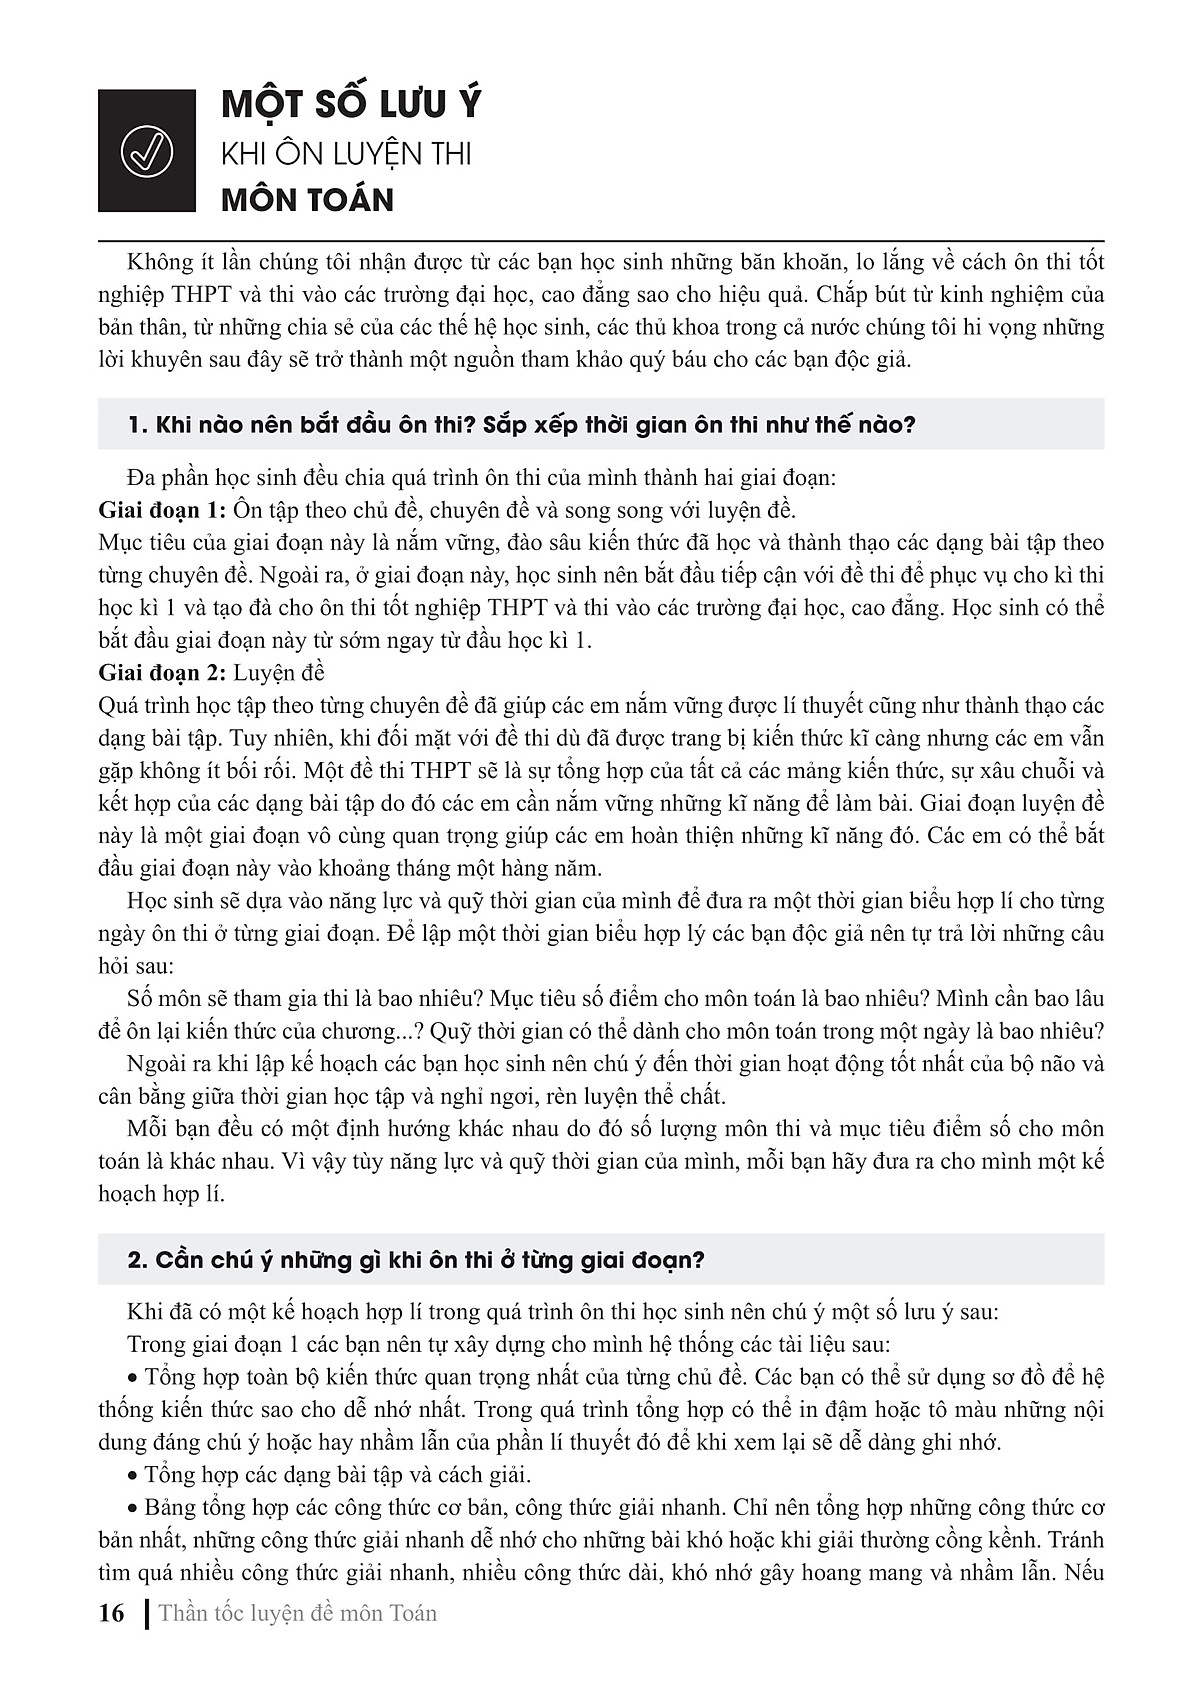 MỘT SỐ LƯU Ý
KHI ÔN LUYỆN THI
MÔN TOÁN
Không ít lần chúng tôi nhận được từ các bạn học sinh những băn khoăn, lo lắng về cách ôn thi tốt
nghiệp THPT và thi vào các trường đại học, cao đẳng sao cho hiệu quả. Chắp bút từ kinh nghiệm của
bản thân, từ những chia sẻ của các thế hệ học sinh, các thủ khoa trong cả nước chúng tôi hi vọng những
lời khuyên sau đây sẽ trở thành một nguồn tham khảo quý báu cho các bạn độc giả.
1. Khi nào nên bắt đầu ôn thi? Sắp xếp thời gian ôn thi như thế nào?
Đa phần học sinh đều chia quá trình ôn thi của mình thành hai giai đoạn:
Giai đoạn 1: Ôn tập theo chủ đề, chuyên đề và song song với luyện đề.
Mục tiêu của giai đoạn này là nắm vững, đào sâu kiến thức đã học và thành thạo các dạng bài tập theo
từng chuyên đề. Ngoài ra, ở giai đoạn này, học sinh nên bắt đầu tiếp cận với đề thi để phục vụ cho kì thi
học kì 1 và tạo đà cho ôn thi tốt nghiệp THPT và thi vào các trường đại học, cao đẳng. Học sinh có thể
bắt đầu giai đoạn này từ sớm ngay từ đầu học kì 1.
Giai đoạn 2: Luyện đề
Quá trình học tập theo từng chuyên đề đã giúp các em nắm vững được lí thuyết cũng như thành thạo các
dạng bài tập. Tuy nhiên, khi đối mặt với đề thi dù đã được trang bị kiến thức kĩ càng nhưng các em vẫn
gặp không ít bối rối. Một đề thi THPT sẽ là sự tổng hợp của tất cả các mảng kiến thức, sự xâu chuỗi và
kết hợp của các dạng bài tập do đó các em cần nắm vững những kĩ năng để làm bài. Giai đoạn luyện đề
này là một giai đoạn vô cùng quan trọng giúp các em hoàn thiện những kĩ năng đó. Các em có thể bắt
đầu giai đoạn này vào khoảng tháng một hàng năm.
Học sinh sẽ dựa vào năng lực và quỹ thời gian của mình để đưa ra một thời gian biểu hợp lí cho từng
ngày ôn thi ở từng giai đoạn. Để lập một thời gian biểu hợp lý các bạn độc giả nên tự trả lời những câu
hỏi sau:
Số môn sẽ tham gia thi là bao nhiêu? Mục tiêu số điểm cho môn toán là bao nhiêu? Mình cần bao lâu
để ôn lại kiến thức của chương...? Quỹ thời gian có thể dành cho môn toán trong một ngày là bao nhiêu?
Ngoài ra khi lập kế hoạch các bạn học sinh nên chú ý đến thời gian hoạt động tốt nhất của bộ não và
cân bằng giữa thời gian học tập và nghỉ ngơi, rèn luyện thể chất.
Mỗi bạn đều có một định hướng khác nhau do đó số lượng môn thi và mục tiêu điểm số cho môn
toán là khác nhau. Vì vậy tùy năng lực và quỹ thời gian của mình, mỗi bạn hãy đưa ra cho mình một kế
hoạch hợp lí.
2. Cần chú ý những gì khi ôn thi ở từng giai đoạn?
Khi đã có một kế hoạch hợp lí trong quá trình ôn thi học sinh nên chú ý một số lưu ý sau:
Trong giai đoạn 1 các bạn nên tự xây dựng cho mình hệ thống các tài liệu sau:
• Tổng hợp toàn bộ kiến thức quan trọng nhất của từng chủ đề. Các bạn có thể sử dụng sơ đồ để hệ
thống kiến thức sao cho dễ nhớ nhất. Trong quá trình tổng hợp có thể in đậm hoặc tô màu những nội
dung đáng chú ý hoặc hay nhầm lẫn của phần lí thuyết đó để khi xem lại sẽ dễ dàng ghi nhớ.
• Tổng hợp các dạng bài tập và cách giải.
• Bảng tổng hợp các công thức cơ bản, công thức giải nhanh. Chỉ nên tổng hợp những công thức cơ
bản nhất, những công thức giải nhanh dễ nhớ cho những bài khó hoặc khi giải thường cồng kềnh. Tránh
tìm quá nhiều công thức giải nhanh, nhiều công thức dài, khó nhớ gây hoang mang và nhầm lẫn. Nếu
16 Thần tốc luyện đề môn Toán